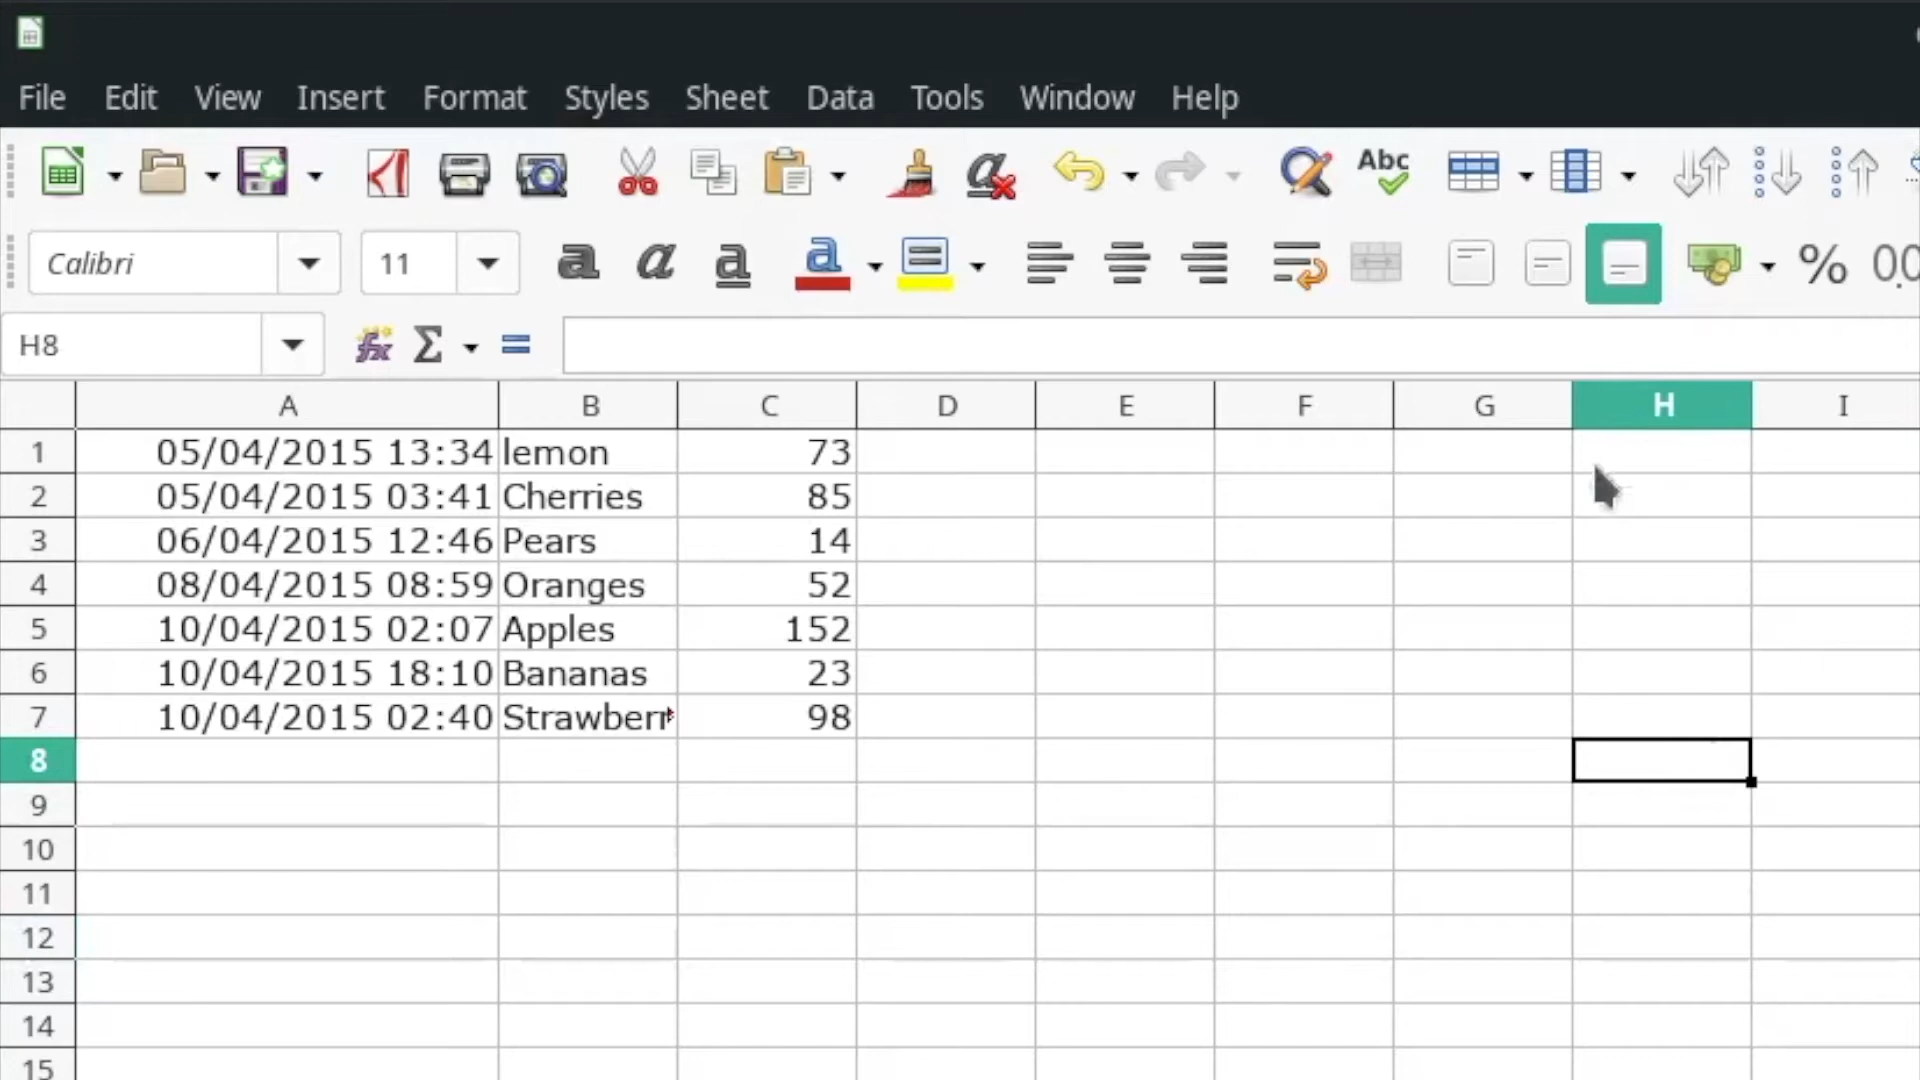 File Edit View Insert Format Styles Sheet Data Tools Window Help
Abc
Calibri 11 a a a a % 00
H8 fx Σ =
A B C D E F G H I
1 05/04/2015 13:34 lemon 73
2 05/04/2015 03:41 Cherries 85
3 06/04/2015 12:46 Pears 14
4 08/04/2015 08:59 Oranges 52
5 10/04/2015 02:07 Apples 152
6 10/04/2015 18:10 Bananas 23
7 10/04/2015 02:40 Strawberr 98
8
9
10
11
12
13
14
15